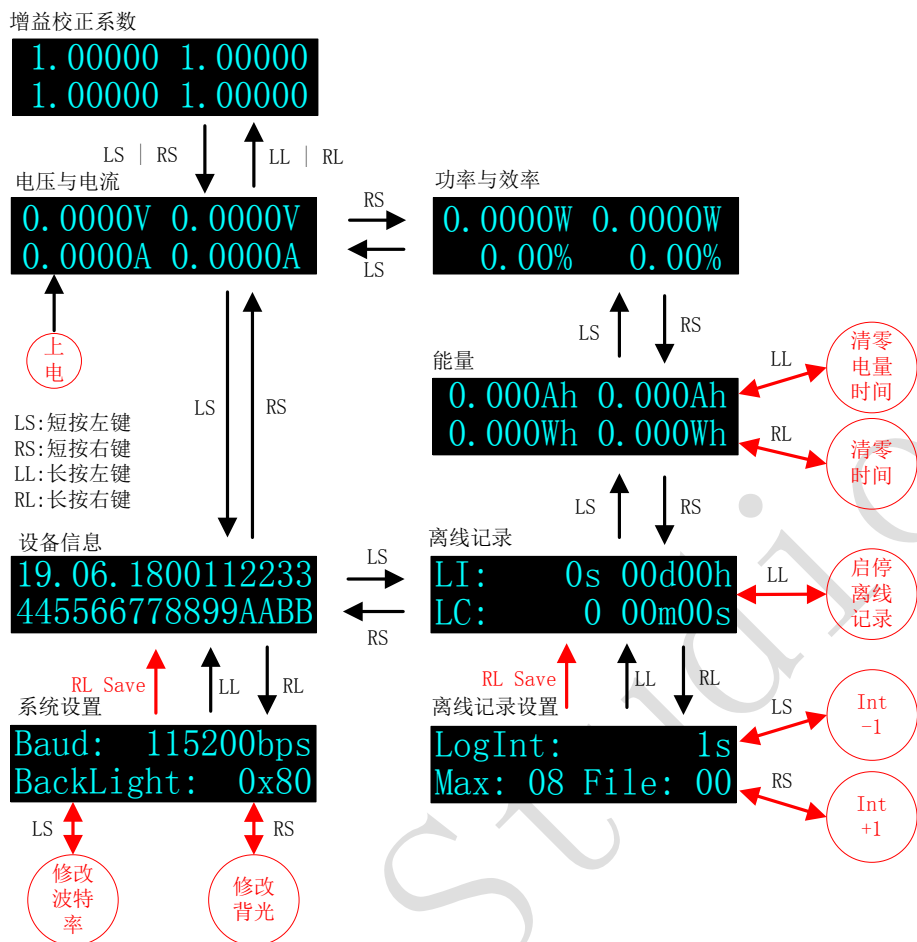 增益校正系数
1.00000 1.00000
1.00000 1.00000
LS | RS
LL | RL
电压与电流
0.0000V 0.0000V
0.0000A 0.0000A
RS
LS
功率与效率
0.0000W 0.0000W
0.00% 0.00%
上
电
LS
RS
LS
RS
能量
0.000Ah 0.000Ah
0.000Wh 0.000Wh
LL
清零
电量
时间
RL
清零
时间
LS:短按左键
RS:短按右键
LL:长按左键
RL:长按右键
LS
RS
设备信息
19.06.1800112233
445566778899AABB
LS
RS
离线记录
LI: 0s 00d00h
LC: 0 00m00s
LL
启停
离线
记录
RL Save
LL
RL
RL Save
LL
RL
系统设置
Baud: 115200bps
BackLight: 0x80
离线记录设置
LogInt: 1s
Max: 08 File: 00
LS
Int
-1
RS
Int
+1
LS
修改
波特
率
RS
修改
背光
Studio